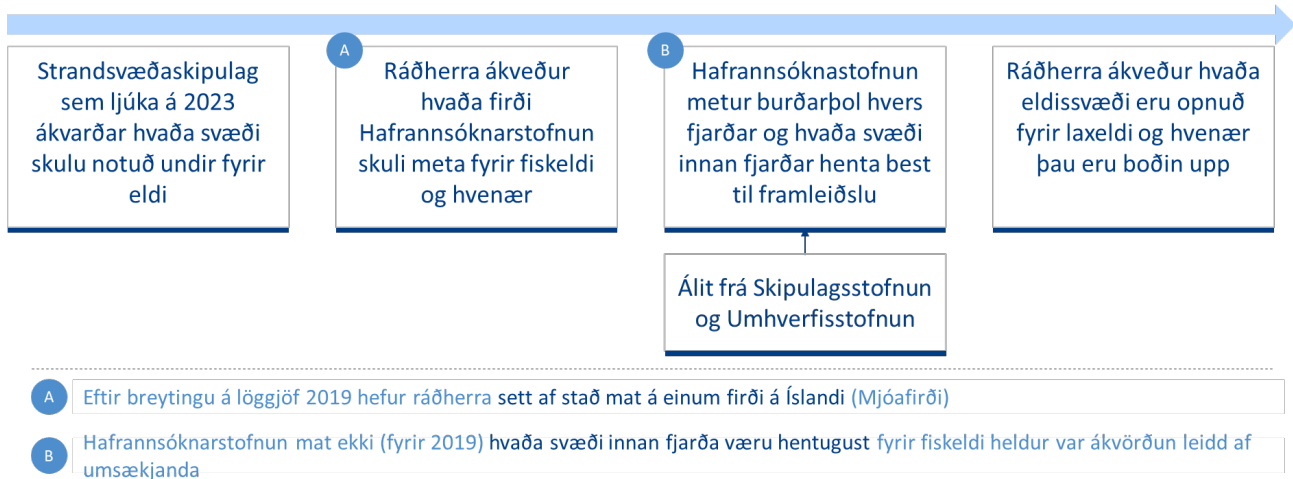 Strandsvæðaskipulag
sem ljúka á 2023
ákvarðar hvaða svæði
skulu notuð undir fyrir
eldi
A
Ráðherra ákveður
hvaða firði
Hafrannsóknarstofnun
skuli meta fyrir fiskeldi
og hvenær
B
Hafrannsóknastofnun
metur burðarþol hvers
fjarðar og hvaða svæði
innan fjarðar henta best
til framleiðslu
Ráðherra ákveður hvaða
eldissvæði eru opnuð
fyrir laxeldi og hvenær
þau eru boðin upp
Álit frá Skipulagsstofnun
og Umhverfisstofnun
A Eftir breytingu á löggjöf 2019 hefur ráðherra sett af stað mat á einum firði á Íslandi (Mjóafirði)
B Hafrannsóknarstofnun mat ekki (fyrir 2019) hvaða svæði innan fjarða væru hentugust fyrir fiskeldi heldur var ákvörðun leidd af
umsækjanda